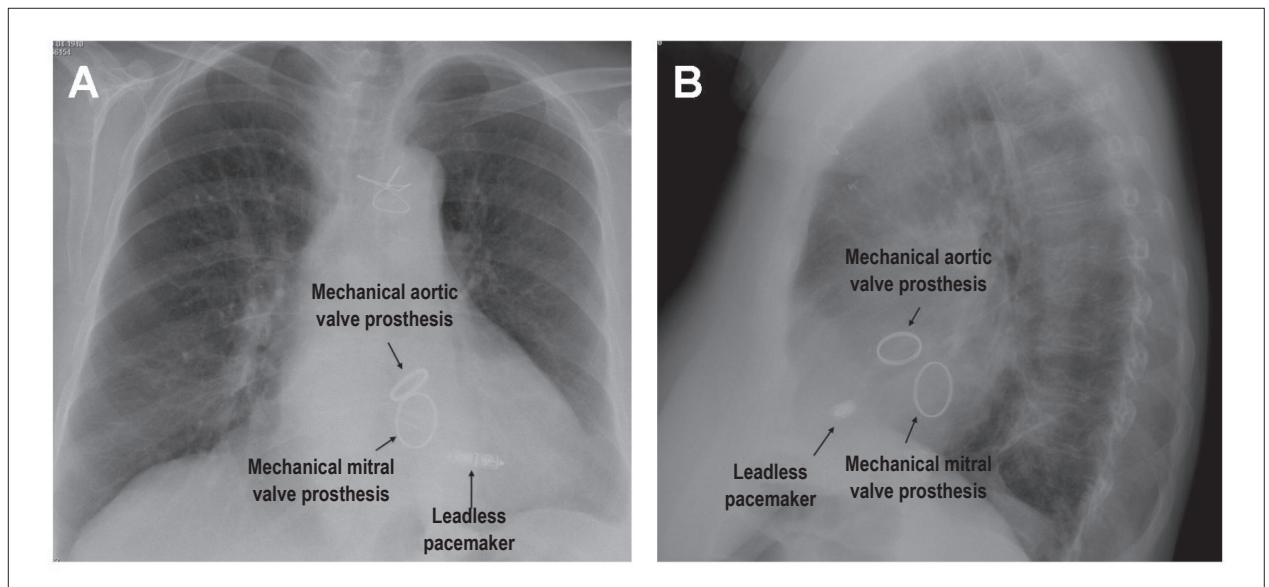 A
Mechanical aortic
valve prosthesis
Mechanical mitral
valve prosthesis
Leadless
pacemaker
B
Mechanical aortic
valve prosthesis
Leadless
pacemaker
Mechanical mitral
valve prosthesis